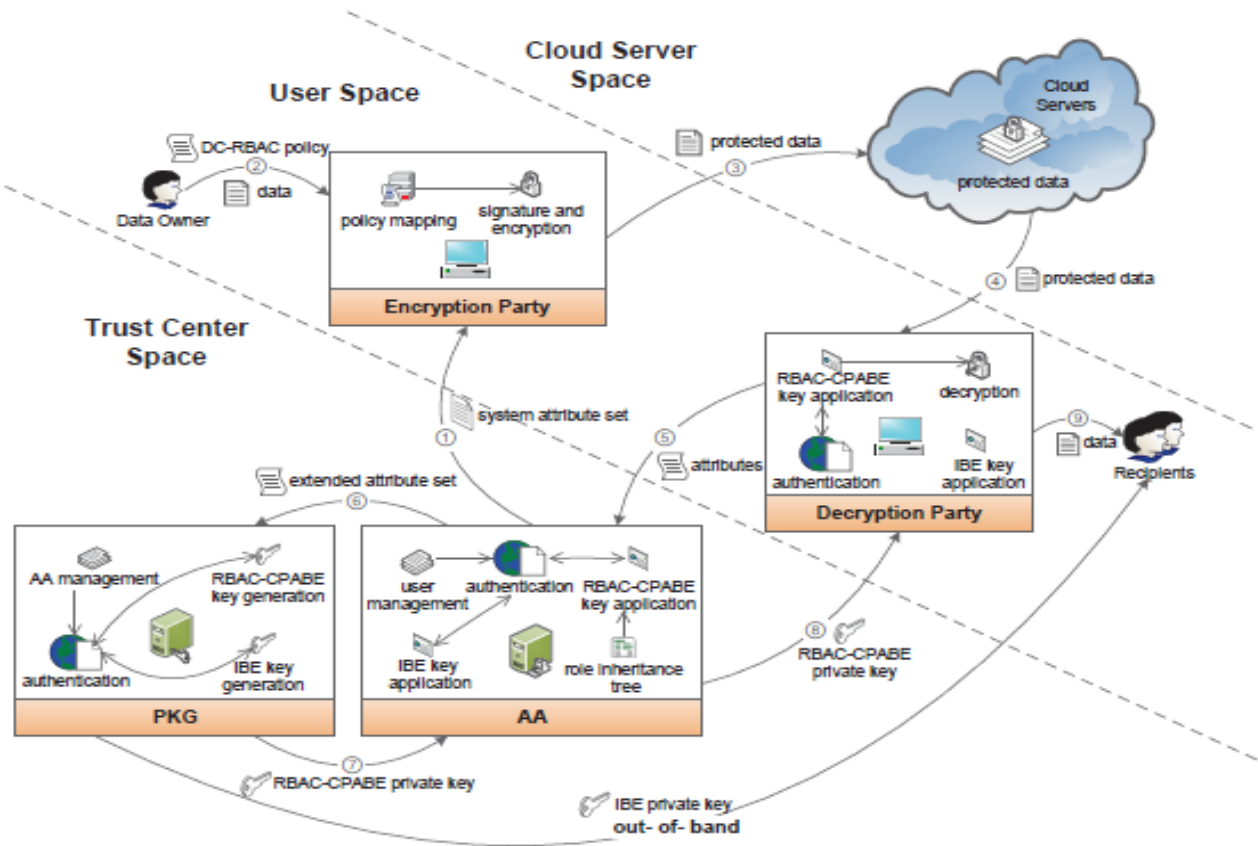 Cloud Server
Space
User Space
Cloud
Servers
protected data
DC-RBAC policy
②
data
Data Owner
policy mapping
signature and
encryption
Encryption Party
protected data
③
④
protected data
Trust Center
Space
①
system attribute set
RBAC-CPABE
key application
decryption
authentication
IBE key
application
Decryption Party
⑤
attributes
⑨
data
Recipients
extended attribute set
⑥
AA management
RBAC-CPABE
key generation
authentication
IBE key
generation
PKG
user
management
authentication
RBAC-CPABE
key application
IBE key
application
role inheritance
tree
AA
⑧
RBAC-CPABE
private key
⑦
RBAC-CPABE private key
IBE private key
out- of- band